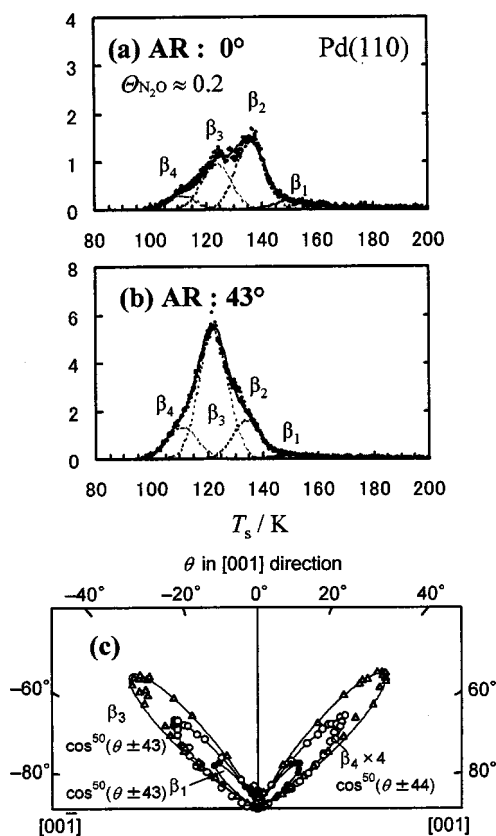 (a) AR : 0° Pd(110)
ΘN₂O ≈ 0.2
4
3
2
1
0
β₄ β₃ β₂ β₁
80 100 120 140 160 180 200
(b) AR : 43°
8
6
4
2
0
β₄ β₃ β₂ β₁
80 100 120 140 160 180 200
Tₛ / K
θ in [001] direction
−40° −20° 0° 20 40°
(c)
−60° 60°
−80° 80°
β₃
cos⁵⁰(θ ± 43)
cos⁵⁰(θ ± 43) β₁
β₄ × 4
cos⁵⁰(θ ± 44)
[001̄] [001]